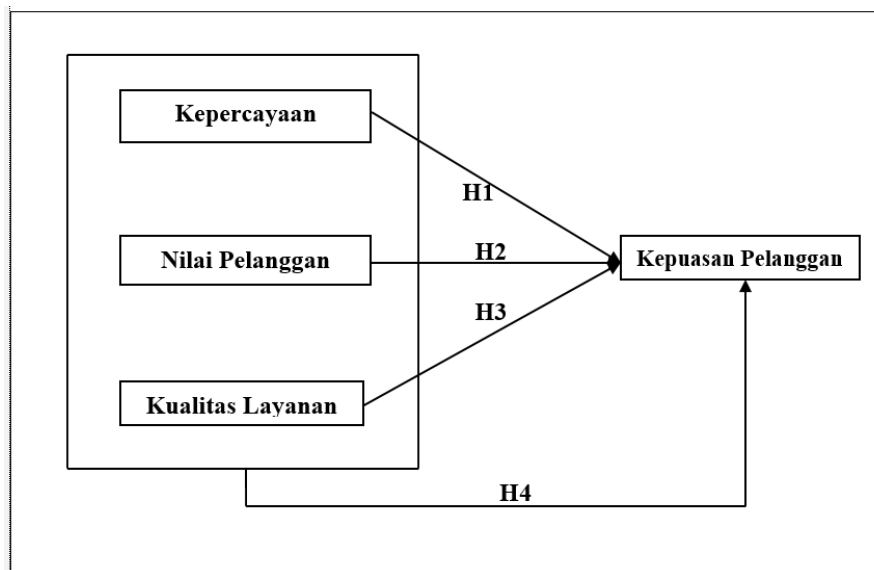 Kepercayaan
H1
Nilai Pelanggan
H2
Kepuasan Pelanggan
H3
Kualitas Layanan
H4